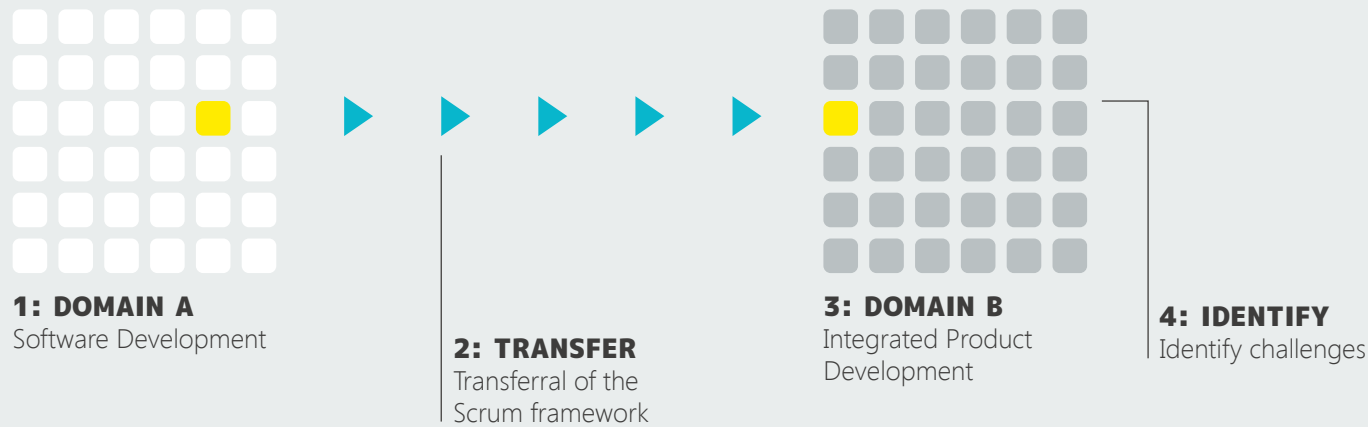 1: DOMAIN A
Software Development
2: TRANSFER
Transferral of the
Scrum framework
3: DOMAIN B
Integrated Product
Development
4: IDENTIFY
Identify challenges